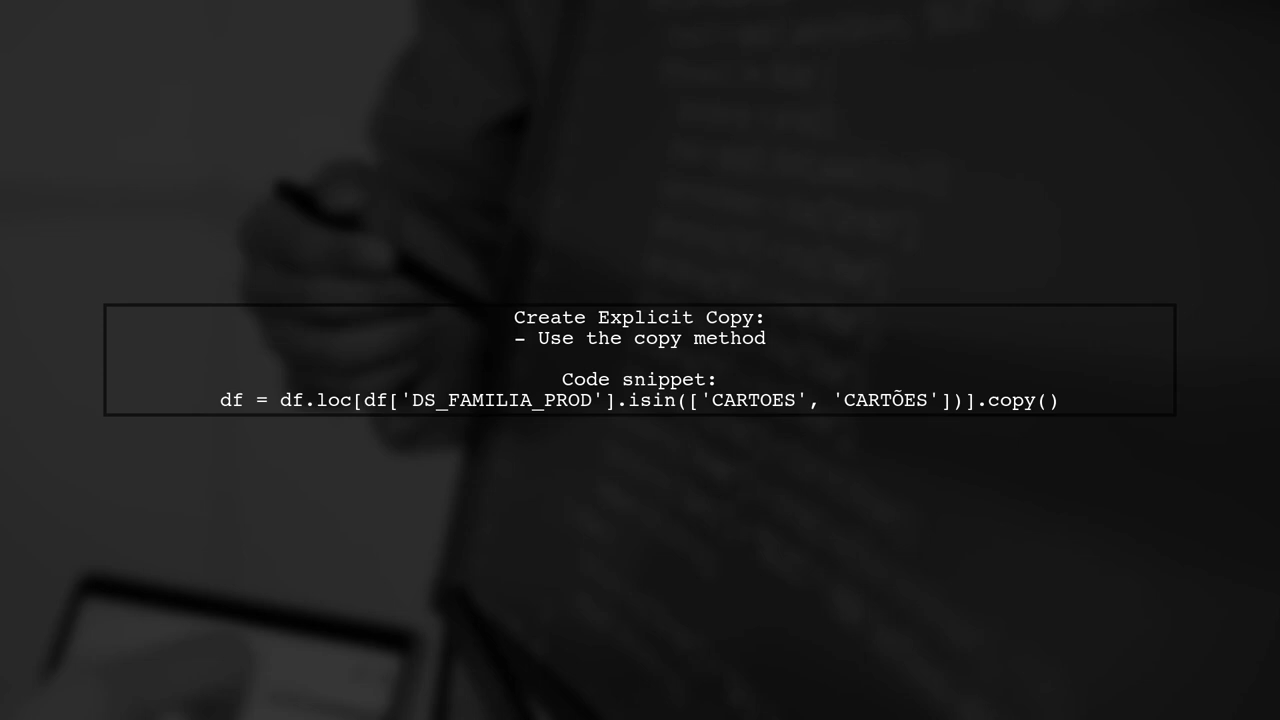 Create Explicit Copy:
- Use the copy method
Code snippet:
df = df.loc[df['DS_FAMILIA_PROD'].isin(['CARTOES', 'CARTÕES'])].copy()